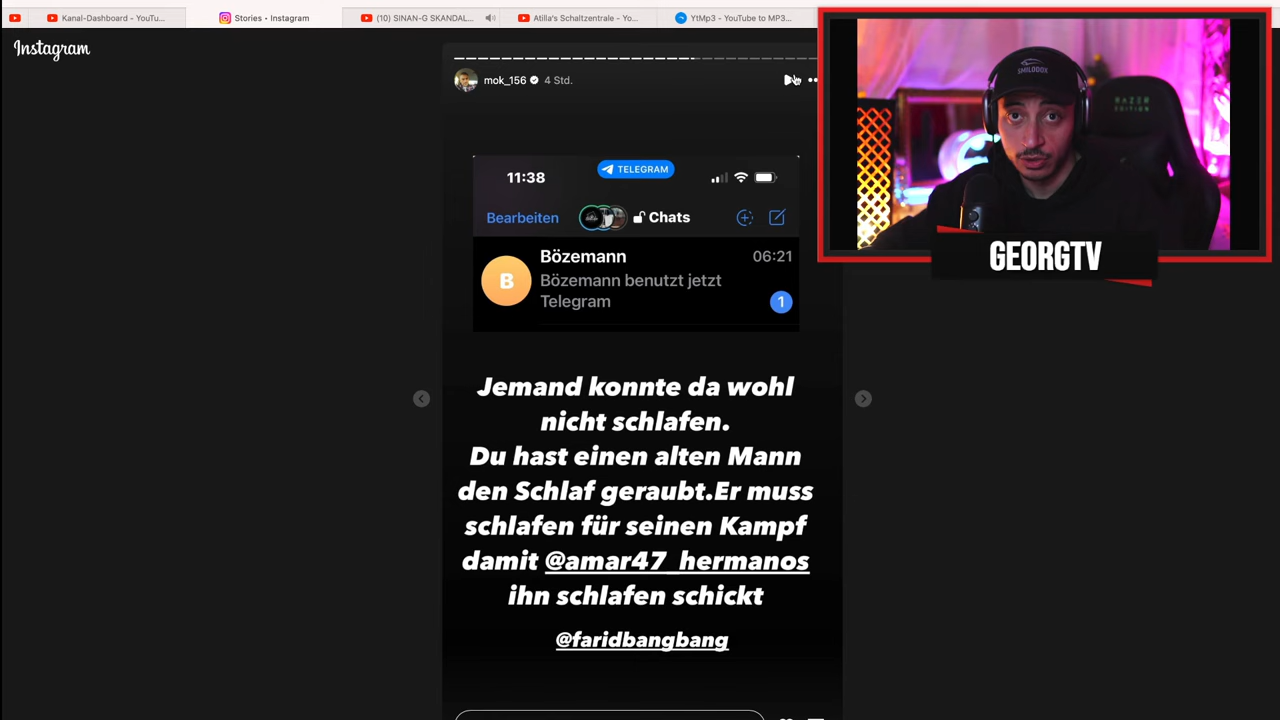 Kanal-Dashboard - YouTu...
Stories • Instagram
(10) SINAN-G SKANDAL...
Atilla's Schaltzentrale - Yo...
YtMp3 - YouTube to MP3...
Instagram
mok_156 4 Std.
11:38
TELEGRAM
Bearbeiten
Chats
Bözemann
06:21
B
Bözemann benutzt jetzt
Telegram
1
Jemand konnte da wohl
nicht schlafen.
Du hast einen alten Mann
den Schlaf geraubt.Er muss
schlafen für seinen Kampf
damit @amar47_hermanos
ihn schlafen schickt
@faridbangbang
SMILODOX
RAZER
EDITION
GEORGTV